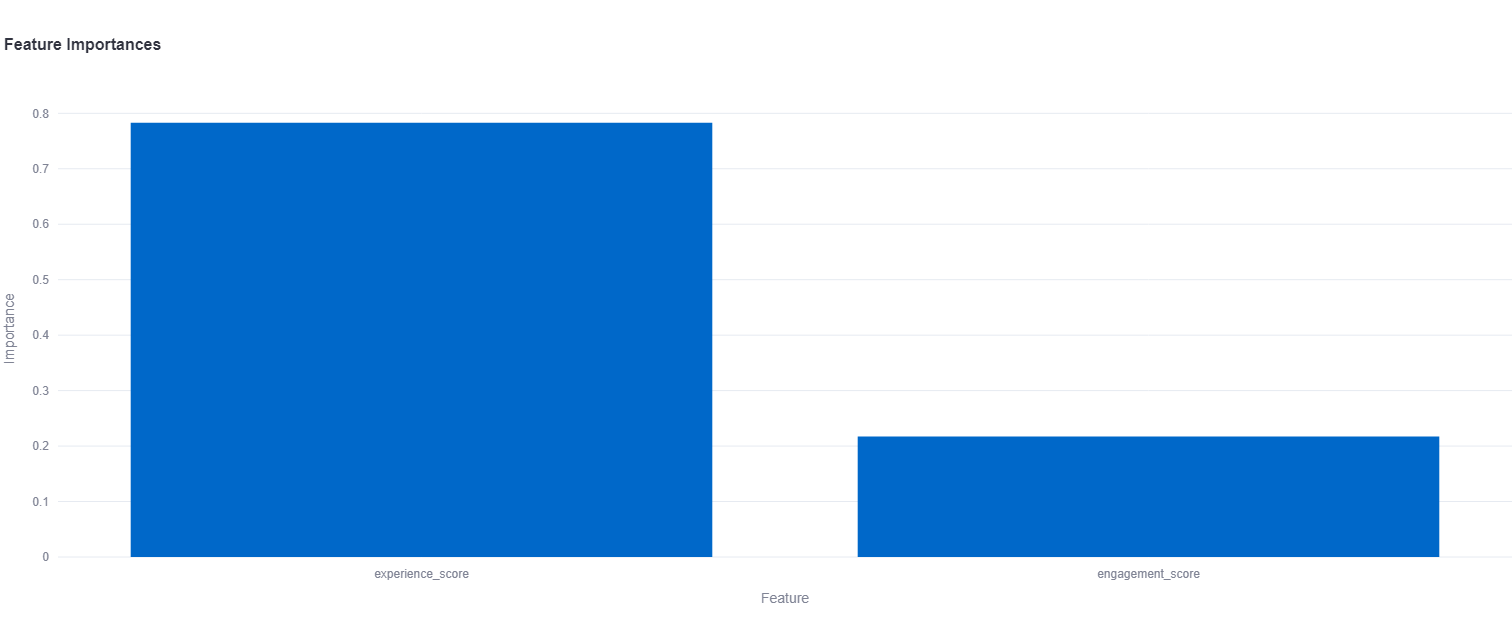 Feature Importances
0.8
0.7
0.6
0.5
0.4
0.3
0.2
0.1
0
Importance
experience_score
engagement_score
Feature